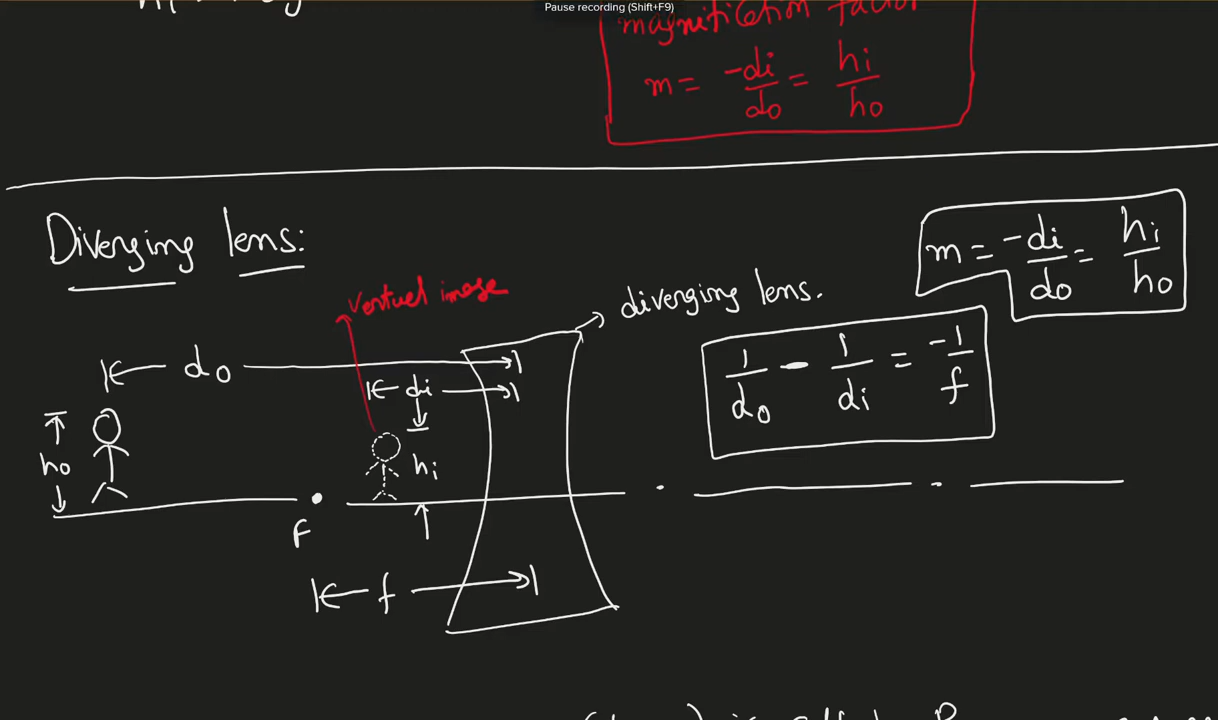 Pause recording (Shift+F9)
magnification factor
m = -di/do = hi/ho
Diverging lens:
m = -di/do = hi/ho
ventuel image
diverging lens.
1/do - 1/di = -1/f
do
di
ho
hi
F
f